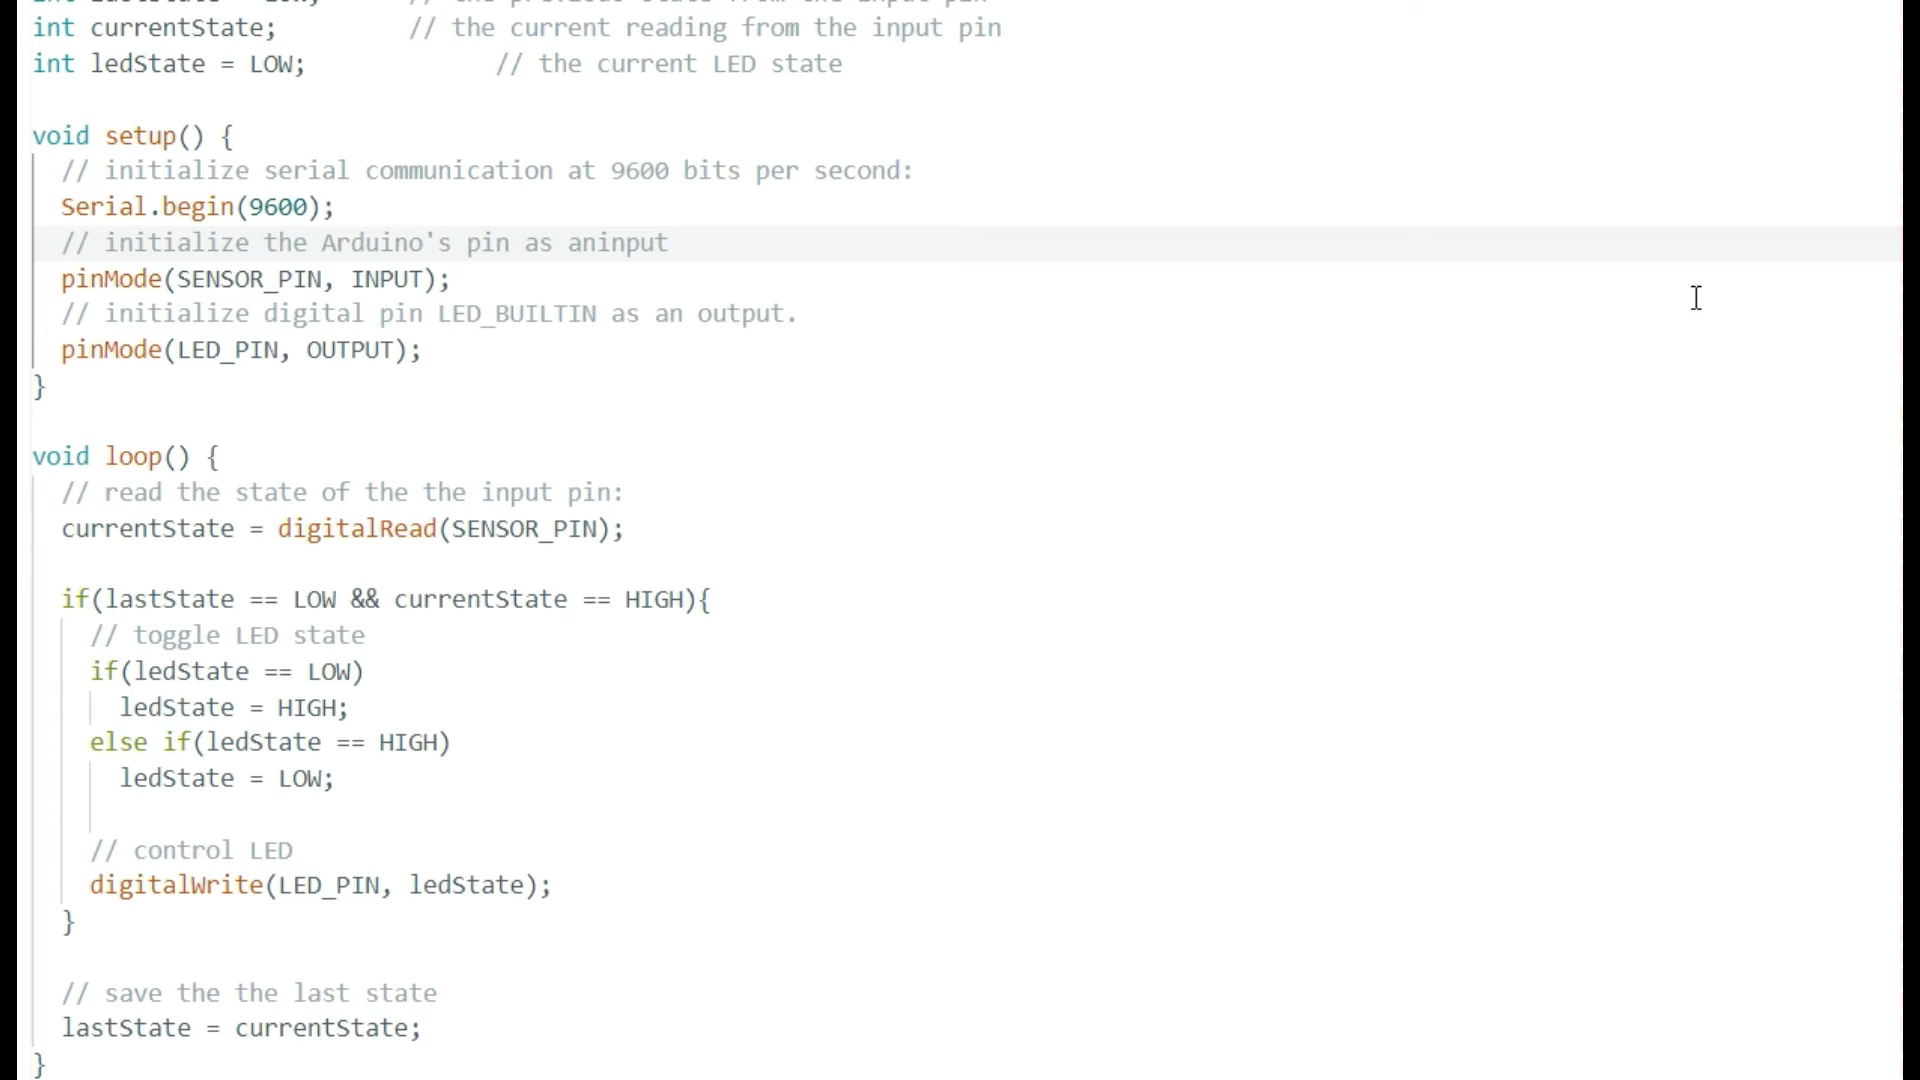 int currentState;         // the current reading from the input pin
int ledState = LOW;             // the current LED state
void setup() {
  // initialize serial communication at 9600 bits per second:
  Serial.begin(9600);
  // initialize the Arduino's pin as aninput
  pinMode(SENSOR_PIN, INPUT);
  // initialize digital pin LED_BUILTIN as an output.
  pinMode(LED_PIN, OUTPUT);
}
void loop() {
  // read the state of the the input pin:
  currentState = digitalRead(SENSOR_PIN);
  if(lastState == LOW && currentState == HIGH){
    // toggle LED state
    if(ledState == LOW)
      ledState = HIGH;
    else if(ledState == HIGH)
      ledState = LOW;
    // control LED
    digitalWrite(LED_PIN, ledState);
  }
  // save the the last state
  lastState = currentState;
}